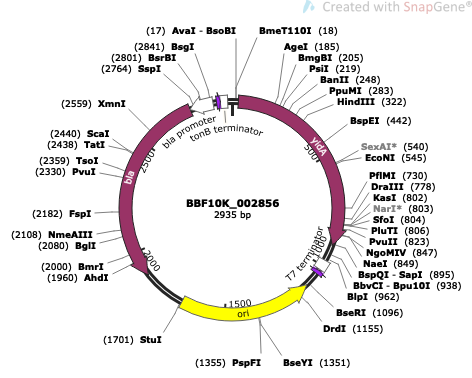 Created with SnapGene®
(17) AvaI - BsoBI
BmeT110I (18)
(2841) BsgI
(2801) BsrBI
(2764) SspI
(2559) XmnI
(2440) ScaI
(2438) TatI
(2359) TsoI
(2330) PvuI
(2182) FspI
(2108) NmeAIII
(2080) BglI
(2000) BmrI
(1960) AhdI
(1701) StuI
(1355) PspFI
BseYI (1351)
AgeI (185)
BmgBI (205)
PsiI (219)
BanII (248)
PpuMI (283)
HindIII (322)
BspEI (442)
SexAI* (540)
EcoNI (545)
PflMI (730)
DraIII (778)
KasI (802)
NarI* (803)
SfoI (804)
PluTI (806)
PvuII (823)
NgoMIV (847)
NaeI (849)
BspQI - SapI (895)
BbvCI - Bpu10I (938)
BlpI (962)
BseRI (1096)
DrdI (1155)
bla promoter
tonB terminator
yidA
T7 terminator
bla
ori
500
1000
1500
2000
2500
BBF10K_002856
2935 bp